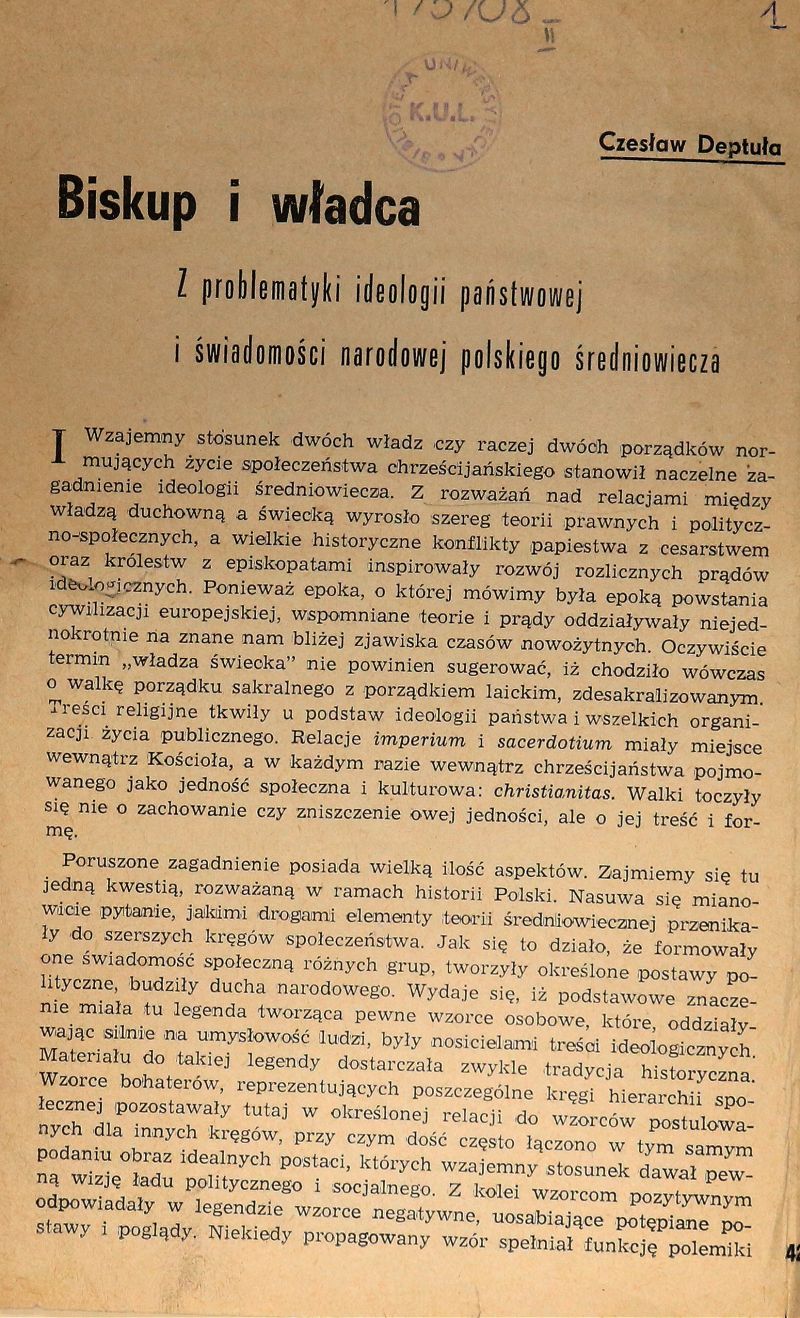 1
K.U.L.
Czesław Deptuła
Biskup i władca
Z problematyki ideologii państwowej
i świadomości narodowej polskiego średniowiecza
I Wzajemny stosunek dwóch władz czy raczej dwóch porządków nor-
mujących życie społeczeństwa chrześcijańskiego stanowił naczelne za-
gadnienie ideologii średniowiecza. Z rozważań nad relacjami między
władzą duchowną a świecką wyrosło szereg teorii prawnych i politycz-
no-społecznych, a wielkie historyczne konflikty papiestwa z cesarstwem
oraz królestw z episkopatami inspirowały rozwój rozlicznych prądów
ideologicznych. Ponieważ epoka, o której mówimy była epoką powstania
cywilizacji europejskiej, wspomniane teorie i prądy oddziaływały niejed-
nokrotnie na znane nam bliżej zjawiska czasów nowożytnych. Oczywiście
termin „władza świecka” nie powinien sugerować, iż chodziło wówczas
o walkę porządku sakralnego z porządkiem laickim, zdesakralizowanym.
Treści religijne tkwiły u podstaw ideologii państwa i wszelkich organi-
zacji życia publicznego. Relacje imperium i sacerdotium miały miejsce
wewnątrz Kościoła, a w każdym razie wewnątrz chrześcijaństwa pojmo-
wanego jako jedność społeczna i kulturowa: christianitas. Walki toczyły
się nie o zachowanie czy zniszczenie owej jedności, ale o jej treść i for-
mę.
Poruszone zagadnienie posiada wielką ilość aspektów. Zajmiemy się tu
jedną kwestią, rozważaną w ramach historii Polski. Nasuwa się miano-
wicie pytanie, jakimi drogami elementy teorii średniowiecznej przenika-
ły do szerszych kręgów społeczeństwa. Jak się to działo, że formowały
one świadomość społeczną różnych grup, tworzyły określone postawy po-
lityczne, budziły ducha narodowego. Wydaje się, iż podstawowe znacze-
nie miała tu legenda tworząca pewne wzorce osobowe, które, oddziały-
wając silnie na umysłowość ludzi, były nosicielami treści ideologicznych.
Materiału do takiej legendy dostarczała zwykle tradycja historyczna.
Wzorce bohaterów, reprezentujących poszczególne kręgi hierarchii spo-
łecznej pozostawały tutaj w określonej relacji do wzorców postulowa-
nych dla innych kręgów, przy czym dość często łączono w tym samym
podaniu obraz idealnych postaci, których wzajemny stosunek dawał pew-
ną wizję ładu politycznego i socjalnego. Z kolei wzorcom pozytywnym
odpowiadały w legendzie wzorce negatywne, uosabiające potępiane po-
stawy i poglądy. Niekiedy propagowany wzór spełniał funkcję polemiki